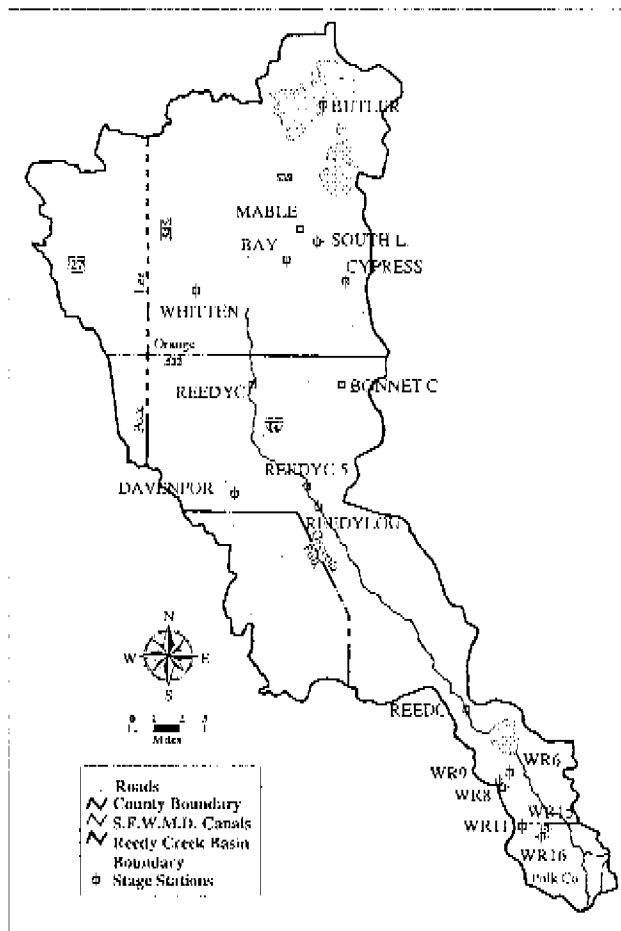 BUTLER
MABLE
BAY
SOUTH L.
CYPRESS
27
WHITTEN
Orange
REEDYC
BONNET C
REEDYC 5
DAVENPOR
REEDYLOU
N
W E
S
Miles
REEDC
WR6
WR9
WR8
WR15
WR11
WR16
Polk Co
Roads
County Boundary
S.F.W.M.D. Canals
Reedy Creek Basin
Boundary
Stage Stations